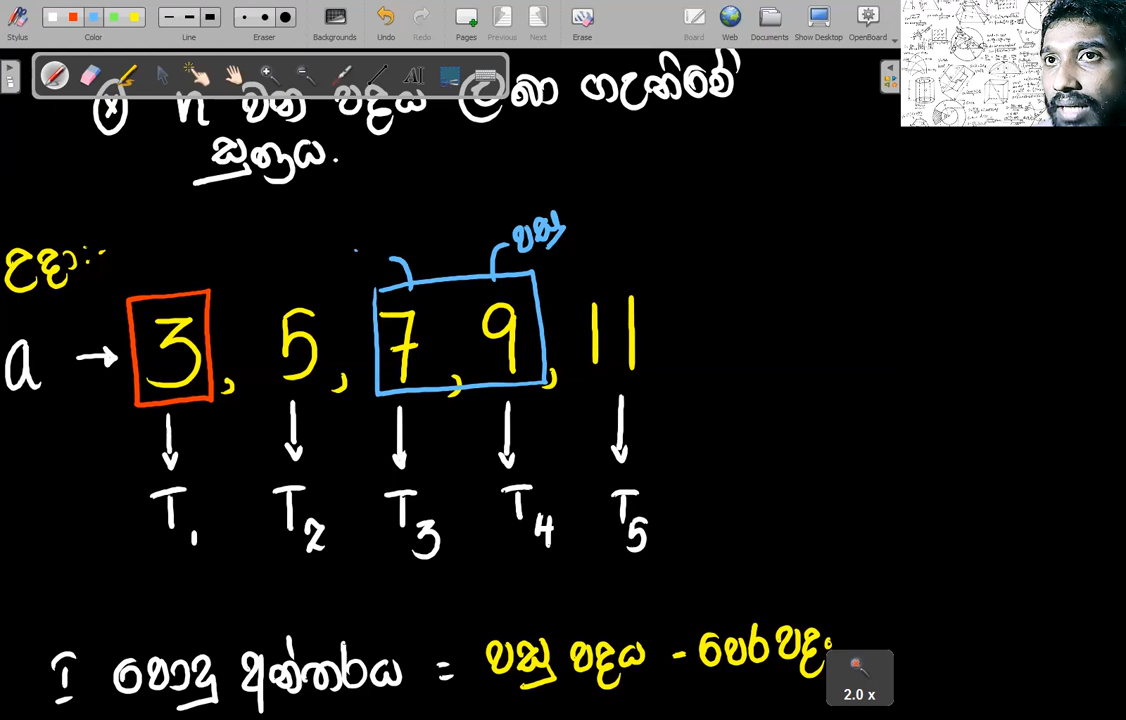 Stylus Color Line Eraser Backgrounds Undo Redo Pages Previous Next Erase Board Web Documents Show Desktop OpenBoard
n වන පදය ලබා ගැනීමේ
සූත්‍රය.
උදා:-
පසු
a → 3, 5, 7, 9, 11
T1 T2 T3 T4 T5
I පොදු අන්තරය = පසු පදය - පෙර පද
2.0 x